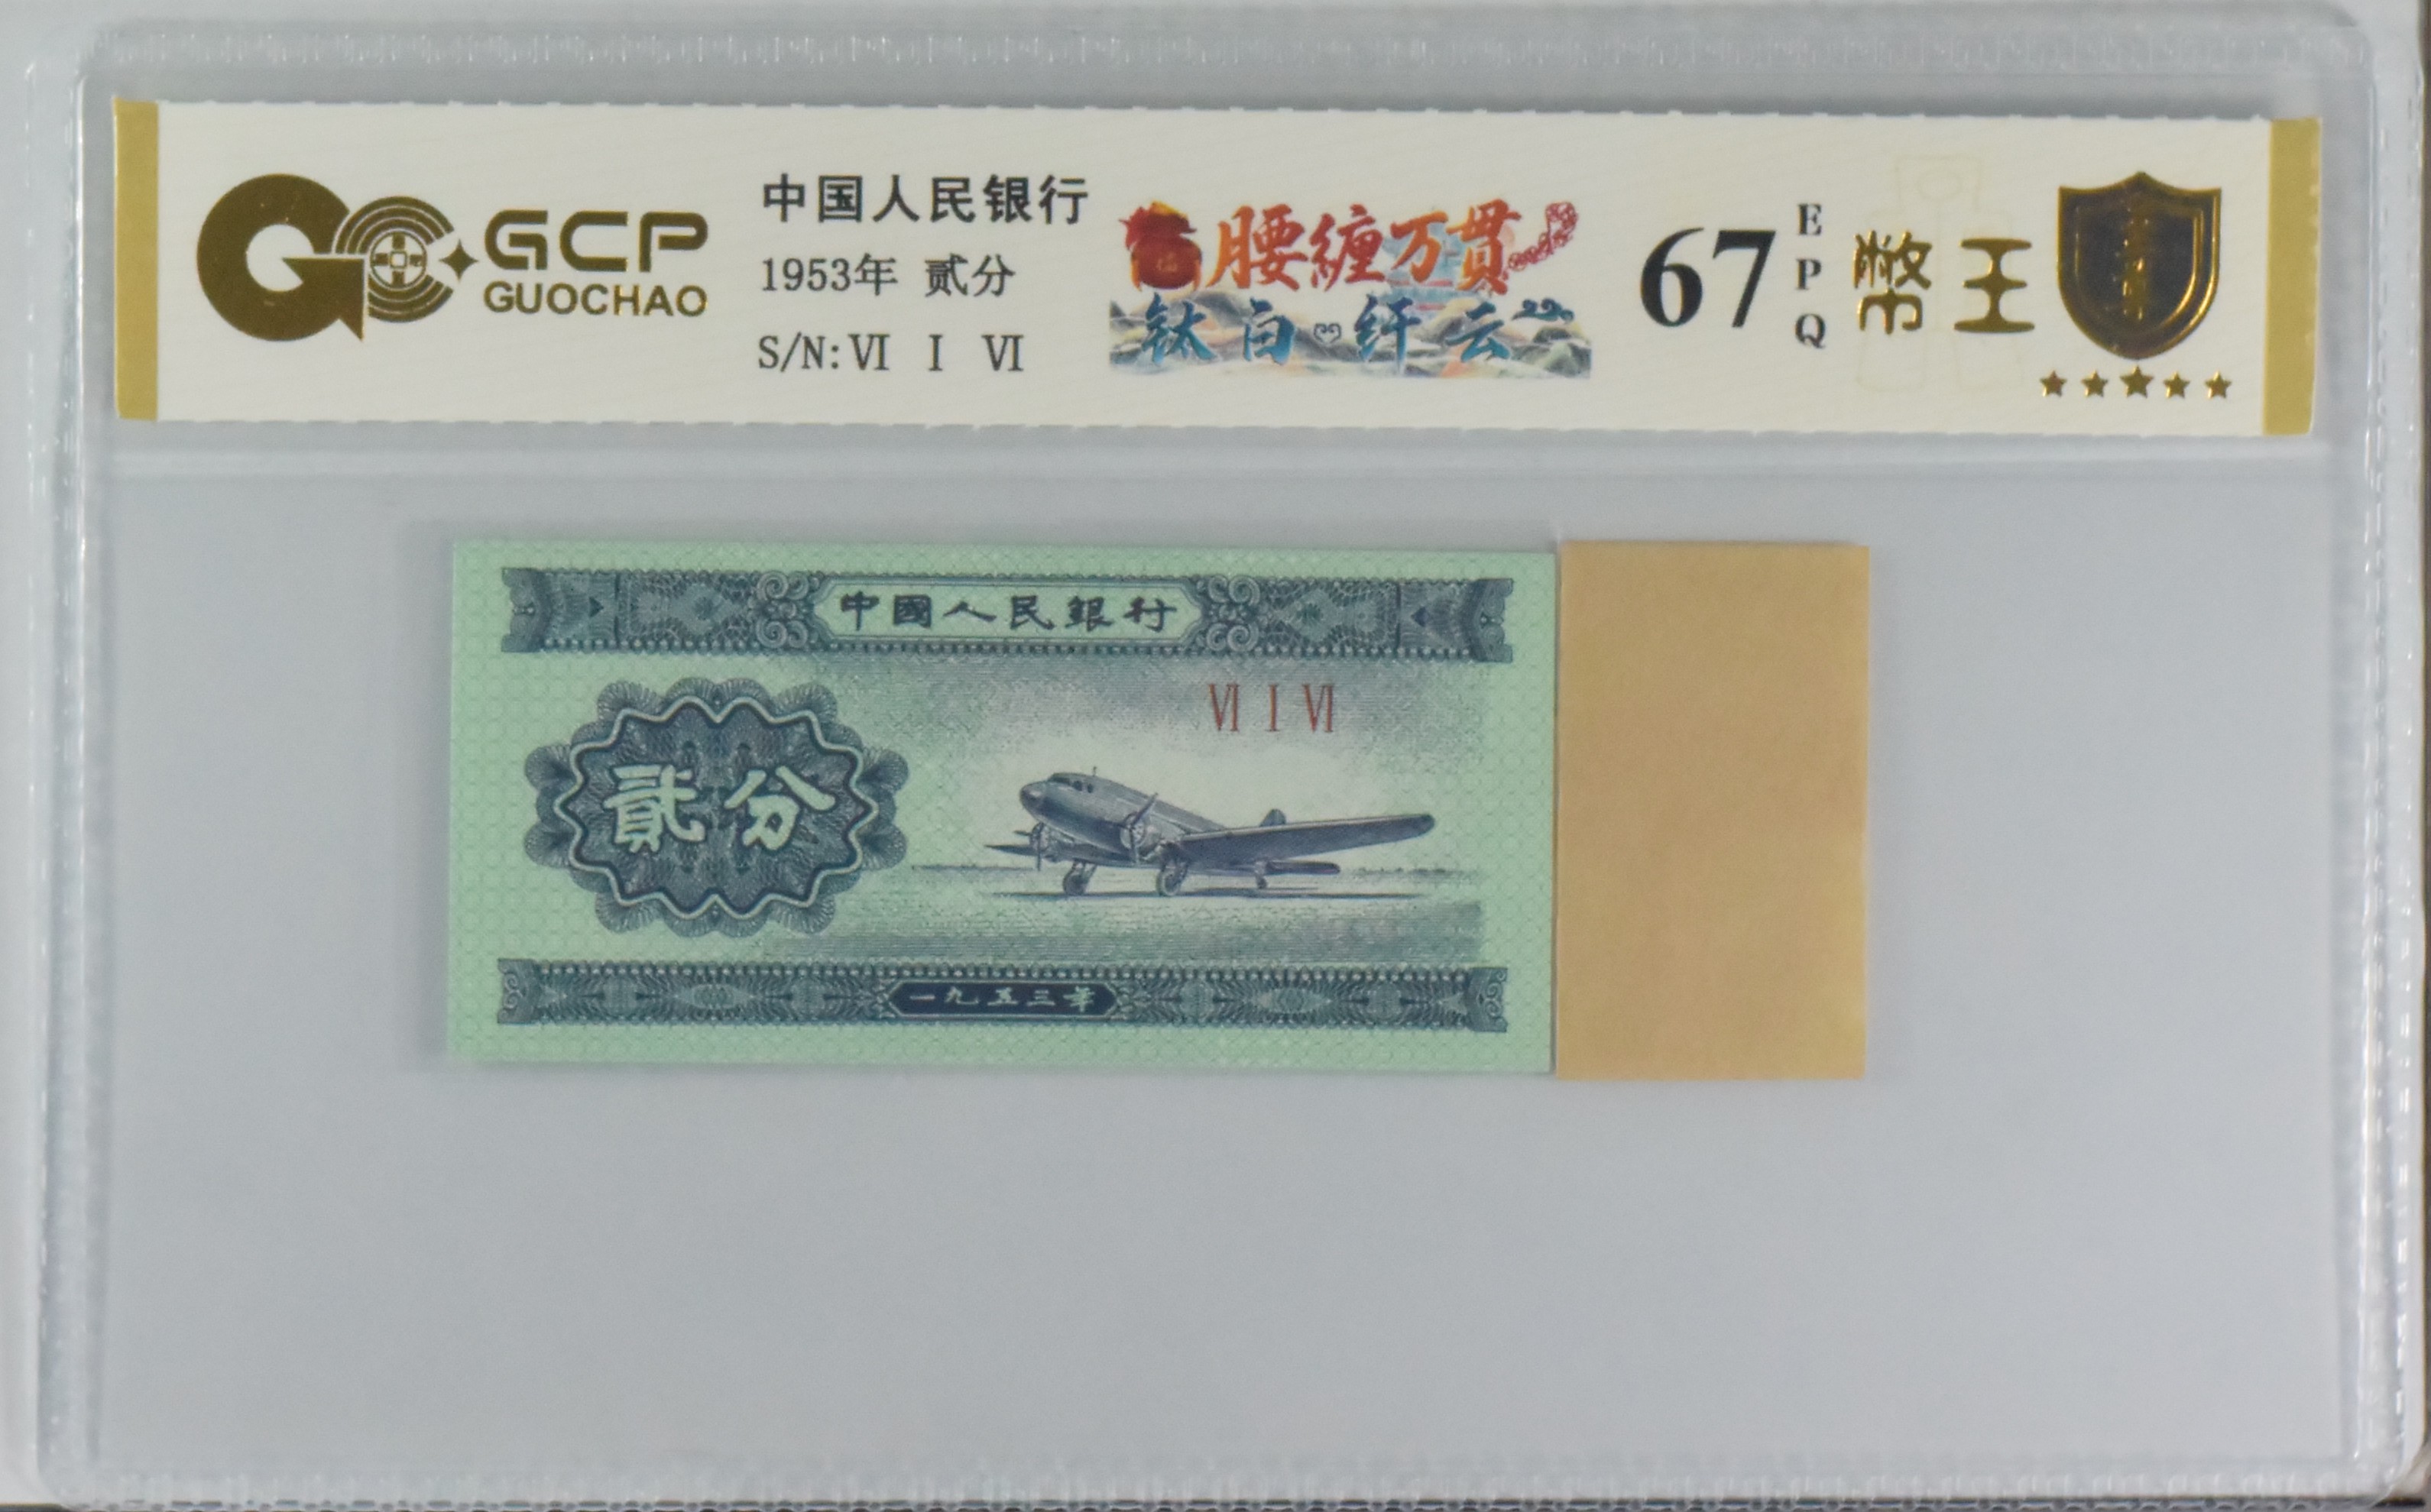 GCP
GUOCHAO
中国人民银行
1953年 贰分
S/N:VI I VI
腰缠万贯
钛白·纤云
67
EPQ
幣王
中國人民銀行
VI I VI
貳分
一九五三年